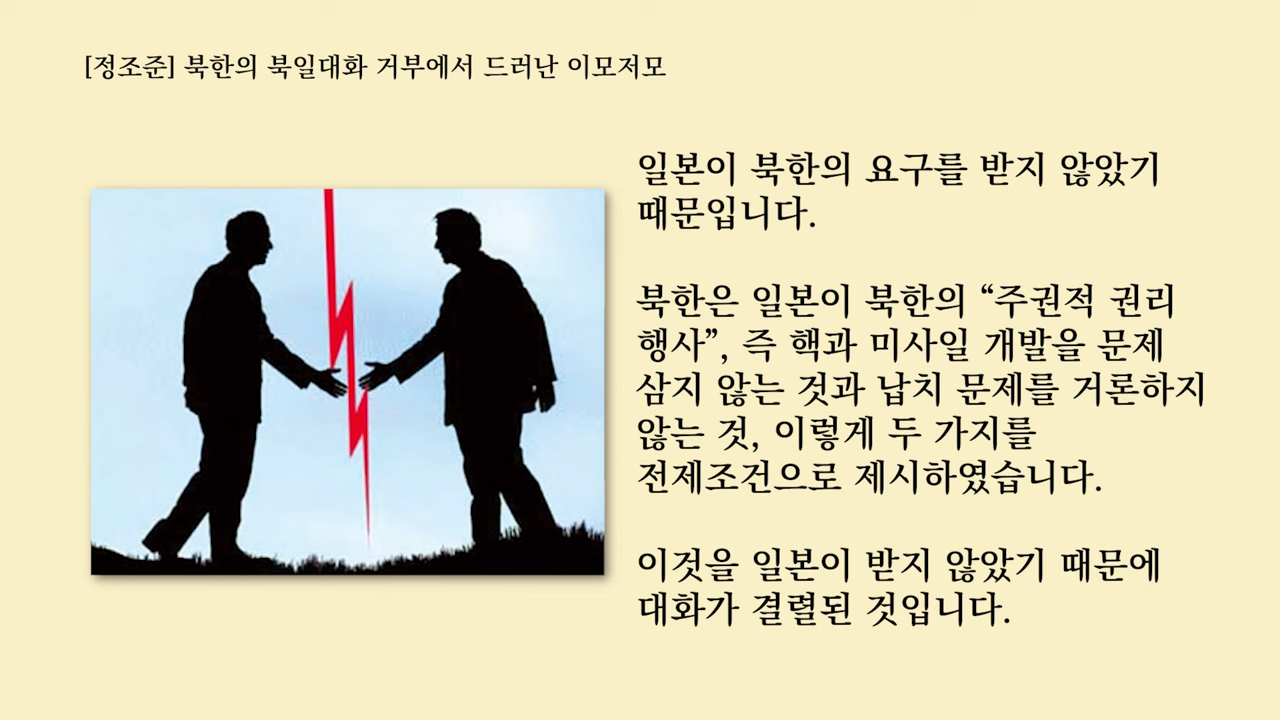 [정조준] 북한의 북일대화 거부에서 드러난 이모저모
일본이 북한의 요구를 받지 않았기
때문입니다.
북한은 일본이 북한의 “주권적 권리
행사”, 즉 핵과 미사일 개발을 문제
삼지 않는 것과 납치 문제를 거론하지
않는 것, 이렇게 두 가지를
전제조건으로 제시하였습니다.
이것을 일본이 받지 않았기 때문에
대화가 결렬된 것입니다.